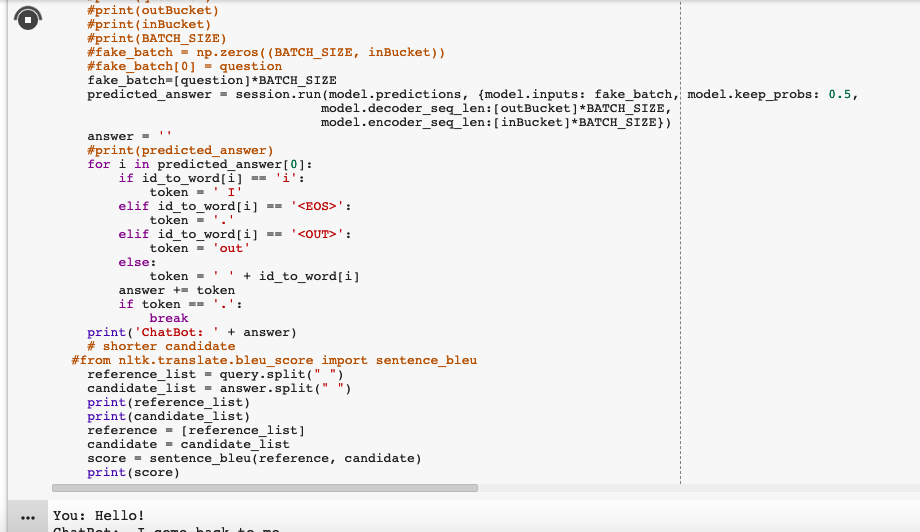 #print(outBucket)
#print(inBucket)
#print(BATCH_SIZE)
#fake_batch = np.zeros((BATCH_SIZE, inBucket))
#fake_batch[0] = question
fake_batch=[question]*BATCH_SIZE
predicted_answer = session.run(model.predictions, {model.inputs: fake_batch, model.keep_probs: 0.5,
model.decoder_seq_len:[outBucket]*BATCH_SIZE,
model.encoder_seq_len:[inBucket]*BATCH_SIZE})
answer = ''
#print(predicted_answer)
for i in predicted_answer[0]:
if id_to_word[i] == 'i':
token = ' I'
elif id_to_word[i] == '<EOS>':
token = '.'
elif id_to_word[i] == '<OUT>':
token = 'out'
else:
token = ' ' + id_to_word[i]
answer += token
if token == '.':
break
print('ChatBot: ' + answer)
# shorter candidate
#from nltk.translate.bleu_score import sentence_bleu
reference_list = query.split(" ")
candidate_list = answer.split(" ")
print(reference_list)
print(candidate_list)
reference = [reference_list]
candidate = candidate_list
score = sentence_bleu(reference, candidate)
print(score)
You: Hello!
ChatBot: I come back to me